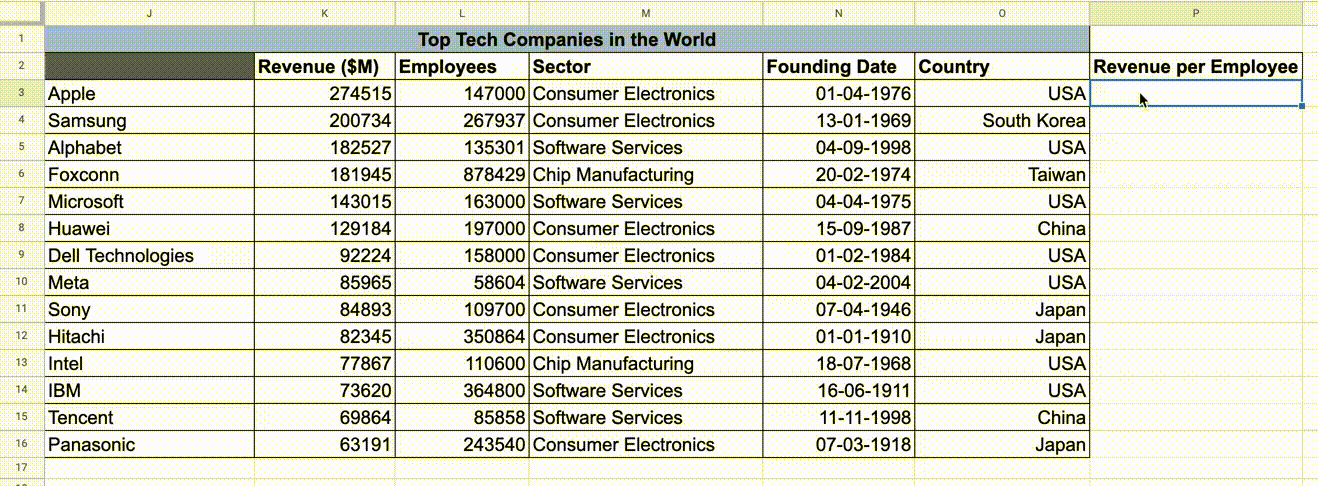 J K L M N O P
1 Top Tech Companies in the World
2 Revenue ($M) Employees Sector Founding Date Country Revenue per Employee
3 Apple 274515 147000 Consumer Electronics 01-04-1976 USA
4 Samsung 200734 267937 Consumer Electronics 13-01-1969 South Korea
5 Alphabet 182527 135301 Software Services 04-09-1998 USA
6 Foxconn 181945 878429 Chip Manufacturing 20-02-1974 Taiwan
7 Microsoft 143015 163000 Software Services 04-04-1975 USA
8 Huawei 129184 197000 Consumer Electronics 15-09-1987 China
9 Dell Technologies 92224 158000 Consumer Electronics 01-02-1984 USA
10 Meta 85965 58604 Software Services 04-02-2004 USA
11 Sony 84893 109700 Consumer Electronics 07-04-1946 Japan
12 Hitachi 82345 350864 Consumer Electronics 01-01-1910 Japan
13 Intel 77867 110600 Chip Manufacturing 18-07-1968 USA
14 IBM 73620 364800 Software Services 16-06-1911 USA
15 Tencent 69864 85858 Software Services 11-11-1998 China
16 Panasonic 63191 243540 Consumer Electronics 07-03-1918 Japan
17